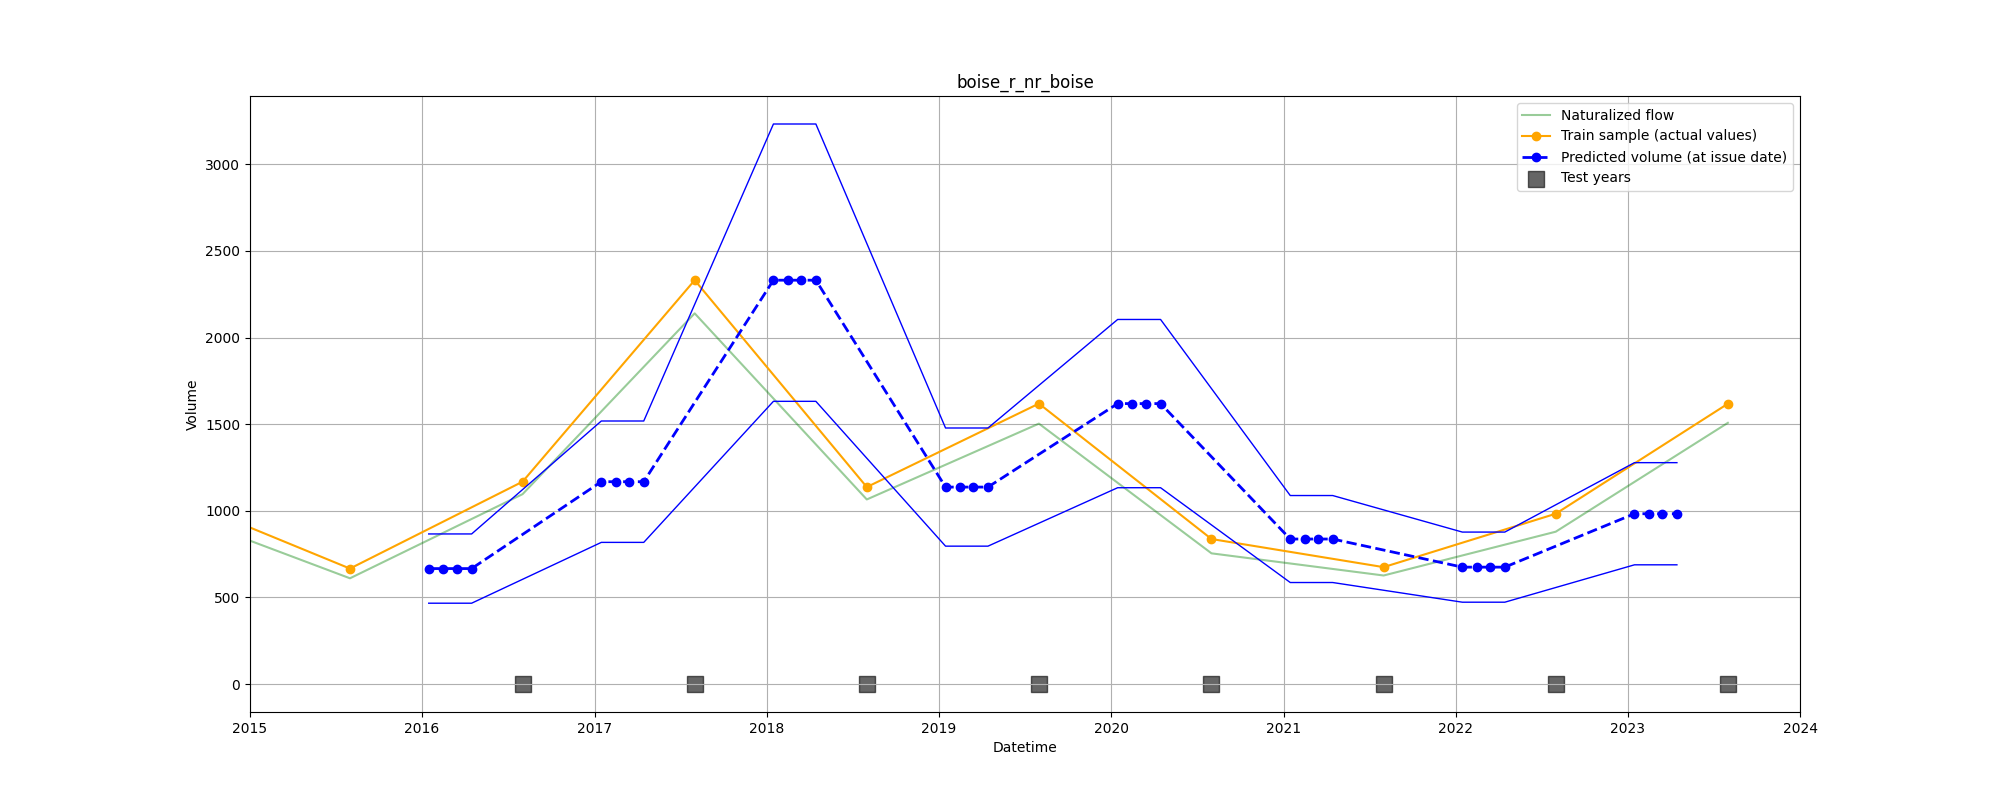 boise_r_nr_boise
Naturalized flow
Train sample (actual values)
Predicted volume (at issue date)
Test years
3000
2500
2000
1500
1000
500
0
Volume
2015 2016 2017 2018 2019 2020 2021 2022 2023 2024
Datetime